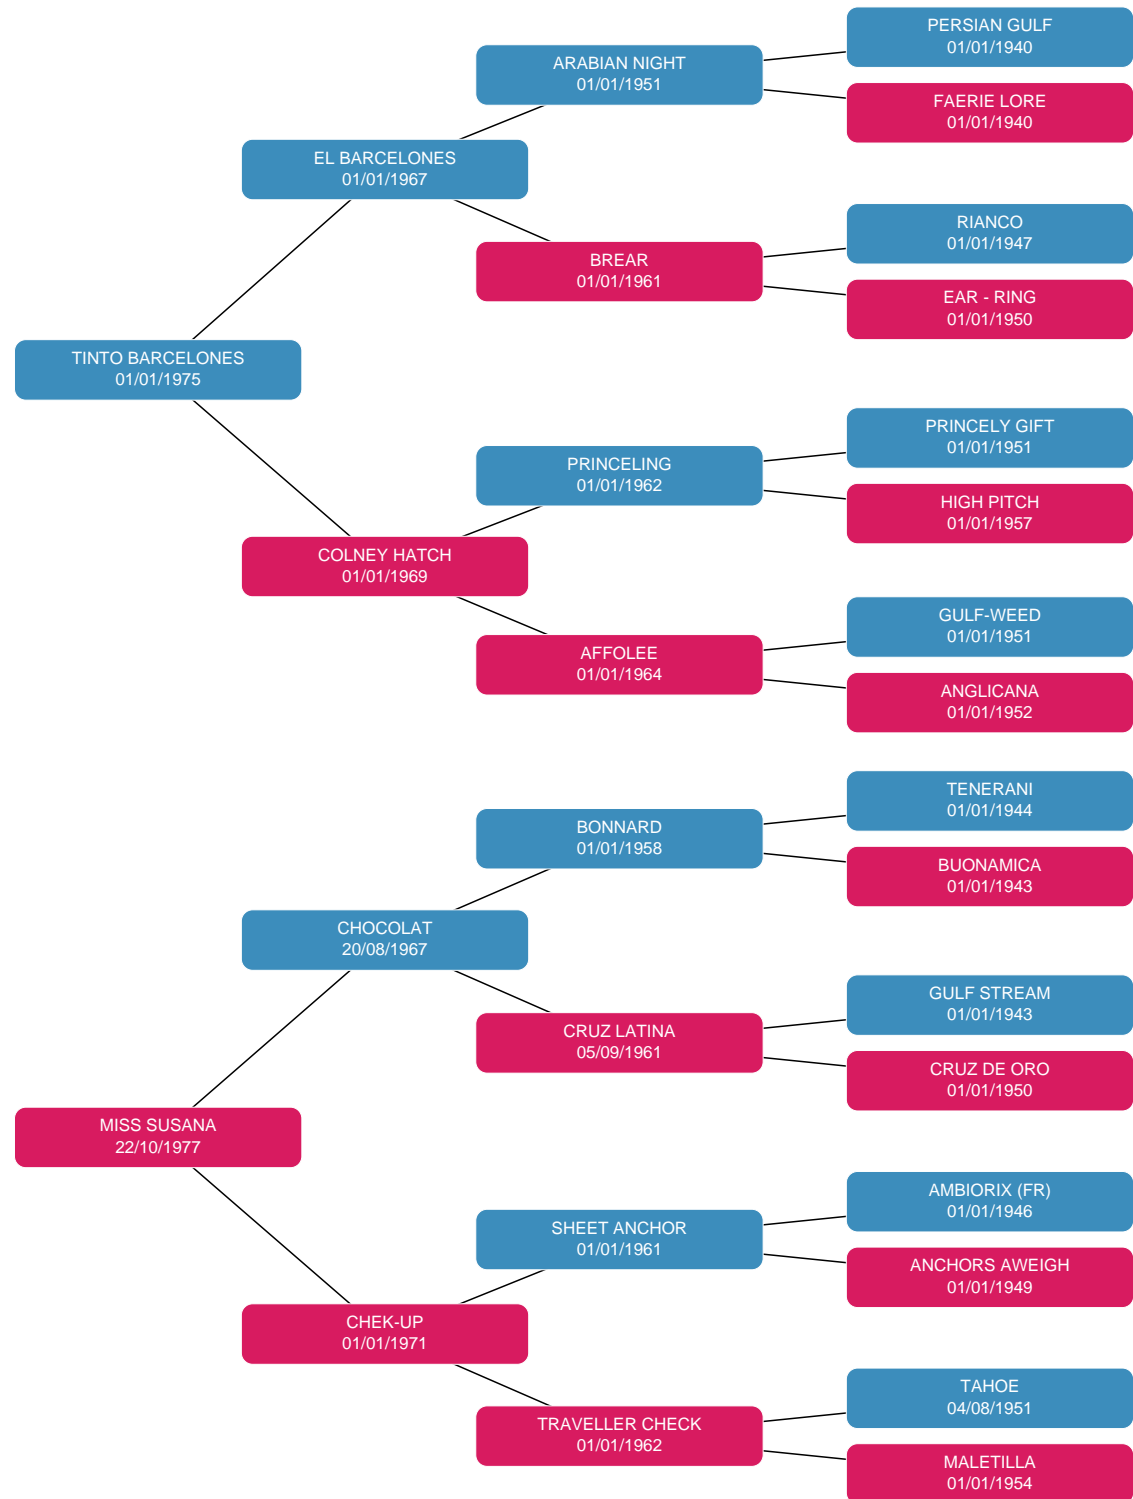 PERSIAN GULF
01/01/1940
ARABIAN NIGHT
01/01/1951
FAERIE LORE
01/01/1940
EL BARCELONES
01/01/1967
RIANCO
01/01/1947
BREAR
01/01/1961
EAR - RING
01/01/1950
TINTO BARCELONES
01/01/1975
PRINCELY GIFT
01/01/1951
PRINCELING
01/01/1962
HIGH PITCH
01/01/1957
COLNEY HATCH
01/01/1969
GULF-WEED
01/01/1951
AFFOLEE
01/01/1964
ANGLICANA
01/01/1952
TENERANI
01/01/1944
BONNARD
01/01/1958
BUONAMICA
01/01/1943
CHOCOLAT
20/08/1967
GULF STREAM
01/01/1943
CRUZ LATINA
05/09/1961
CRUZ DE ORO
01/01/1950
MISS SUSANA
22/10/1977
AMBIORIX (FR)
01/01/1946
SHEET ANCHOR
01/01/1961
ANCHORS AWEIGH
01/01/1949
CHEK-UP
01/01/1971
TAHOE
04/08/1951
TRAVELLER CHECK
01/01/1962
MALETILLA
01/01/1954